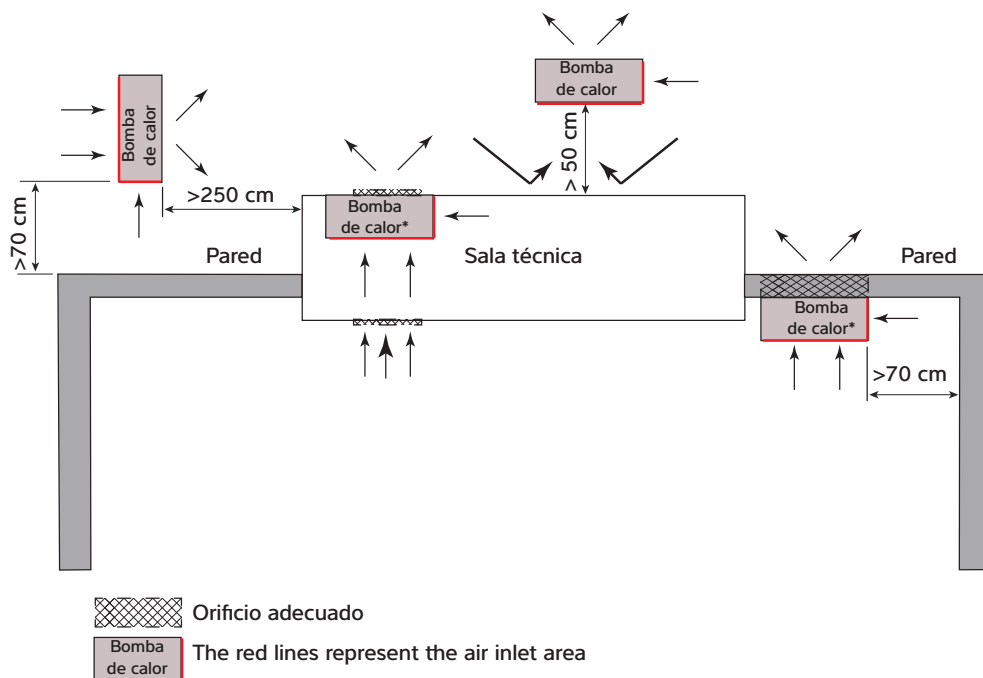 Bomba
de calor
Bomba
de calor
> 50 cm
>250 cm
>70 cm
Bomba
de calor*
Pared
Sala técnica
Pared
Bomba
de calor*
>70 cm
Orificio adecuado
Bomba
de calor
The red lines represent the air inlet area